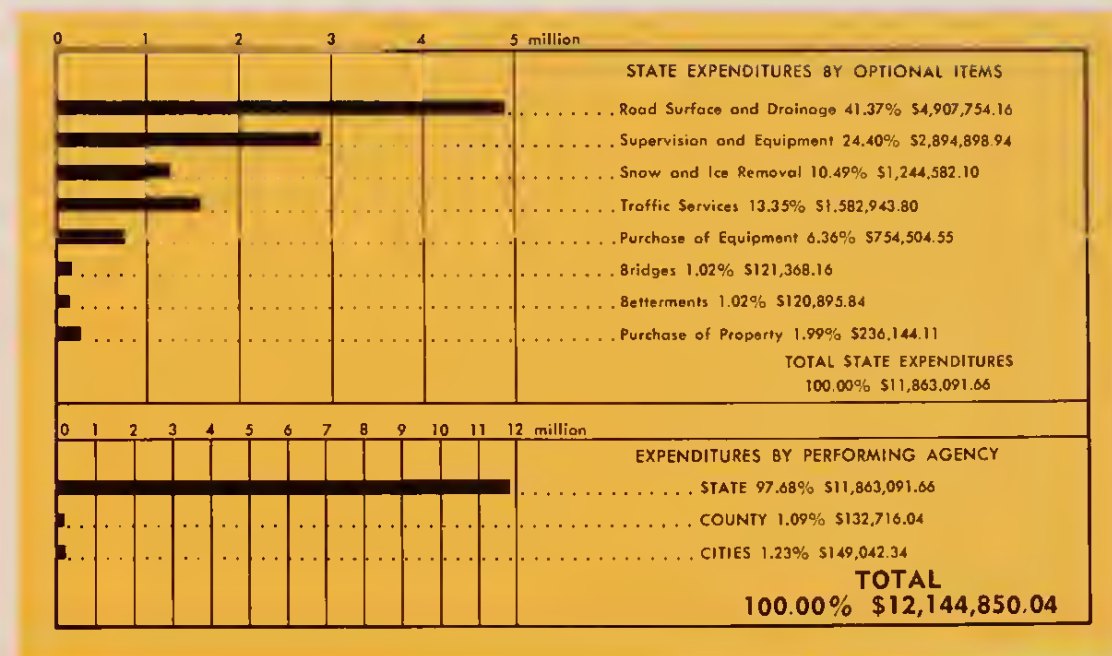 0 1 2 3 4 5 million
STATE EXPENDITURES BY OPTIONAL ITEMS
Road Surface and Drainage 41.37% $4,907,754.16
Supervision and Equipment 24.40% $2,894,898.94
Snow and Ice Removal 10.49% $1,244,582.10
Traffic Services 13.35% $1,582,943.80
Purchase of Equipment 6.36% $754,504.55
Bridges 1.02% $121,368.16
Betterments 1.02% $120,895.84
Purchase of Property 1.99% $236,144.11
TOTAL STATE EXPENDITURES
100.00% $11,863,091.66
0 1 2 3 4 5 6 7 8 9 10 11 12 million
EXPENDITURES BY PERFORMING AGENCY
STATE 97.68% $11,863,091.66
COUNTY 1.09% $132,716.04
CITIES 1.23% $149,042.34
TOTAL
100.00% $12,144,850.04